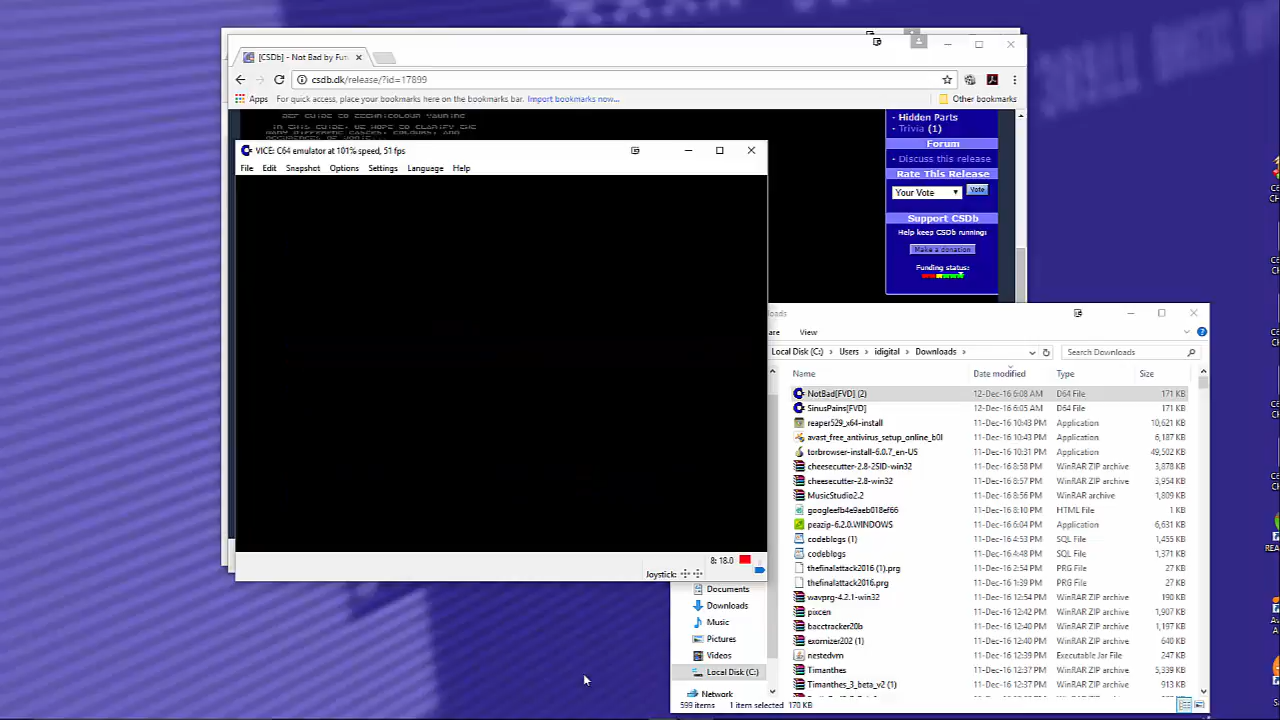 [CSDb] - Not Bad by Fu
csdb.dk/release/?id=17899
Apps For quick access, place your bookmarks here on the bookmarks bar. Import bookmarks now... Other bookmarks
IN THIS GUIDE, WE HOPE TO CLARIFY THE
- Hidden Parts
- Trivia (1)
Forum
- Discuss this release
Rate This Release
Your Vote Vote
Support CSDb
Help keep CSDb running:
Make a donation
Funding status:
VICE: C64 emulator at 101% speed, 51 fps
File Edit Snapshot Options Settings Language Help
8: 18.0
Joystick:
oads
are View
Local Disk (C:) Users idigital Downloads Search Downloads
Name Date modified Type Size
NotBad[FVD] (2) 12-Dec-16 6:08 AM D64 File 171 KB
SinusPains[FVD] 12-Dec-16 6:05 AM D64 File 171 KB
reaper529_x64-install 11-Dec-16 10:43 PM Application 10,621 KB
avast_free_antivirus_setup_online_b0l 11-Dec-16 10:43 PM Application 6,187 KB
torbrowser-install-6.0.7_en-US 11-Dec-16 10:31 PM Application 49,502 KB
cheesecutter-2.8-2SID-win32 11-Dec-16 8:58 PM WinRAR ZIP archive 3,878 KB
cheesecutter-2.8-win32 11-Dec-16 8:56 PM WinRAR ZIP archive 3,954 KB
MusicStudio2.2 11-Dec-16 8:56 PM WinRAR archive 1,809 KB
googleefb4e9aeb018ef66 11-Dec-16 8:10 PM HTML File 1 KB
peazip-6.2.0.WINDOWS 11-Dec-16 6:04 PM Application 6,631 KB
codeblogs (1) 11-Dec-16 4:53 PM SQL File 1,455 KB
codeblogs 11-Dec-16 4:48 PM SQL File 1,371 KB
thefinalattack2016 (1).prg 11-Dec-16 2:54 PM PRG File 27 KB
thefinalattack2016.prg 11-Dec-16 1:39 PM PRG File 27 KB
wavprg-4.2.1-win32 11-Dec-16 12:54 PM WinRAR ZIP archive 190 KB
pixcen 11-Dec-16 12:42 PM WinRAR ZIP archive 1,907 KB
bacctracker20b 11-Dec-16 12:40 PM WinRAR ZIP archive 313 KB
exomizer202 (1) 11-Dec-16 12:40 PM WinRAR ZIP archive 640 KB
nestedvm 11-Dec-16 12:39 PM Executable Jar File 247 KB
Timanthes 11-Dec-16 12:37 PM WinRAR ZIP archive 5,339 KB
Timanthes_3_beta_v2 (1) 11-Dec-16 12:37 PM WinRAR ZIP archive 913 KB
Documents
Downloads
Music
Pictures
Videos
Local Disk (C:)
Network
599 items 1 item selected 170 KB